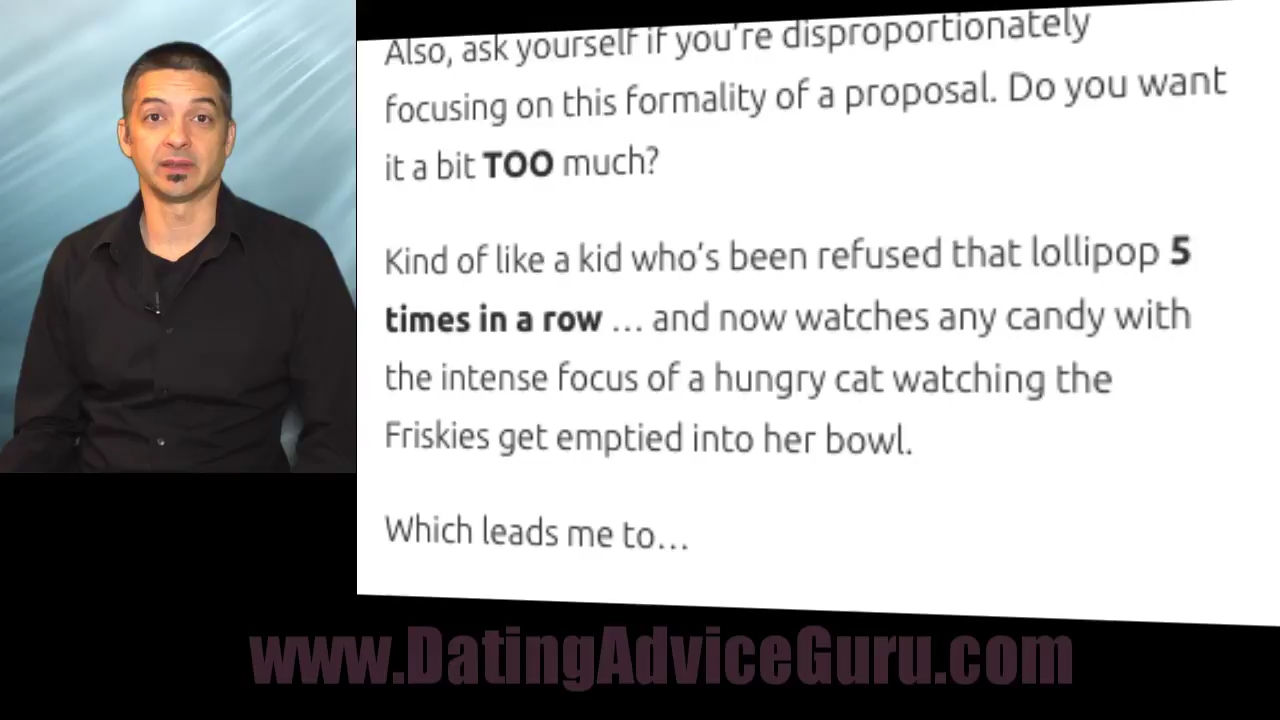 Also, ask yourself if you're disproportionately
focusing on this formality of a proposal. Do you want
it a bit TOO much?
Kind of like a kid who's been refused that lollipop 5
times in a row … and now watches any candy with
the intense focus of a hungry cat watching the
Friskies get emptied into her bowl.
Which leads me to…
www.DatingAdviceGuru.com